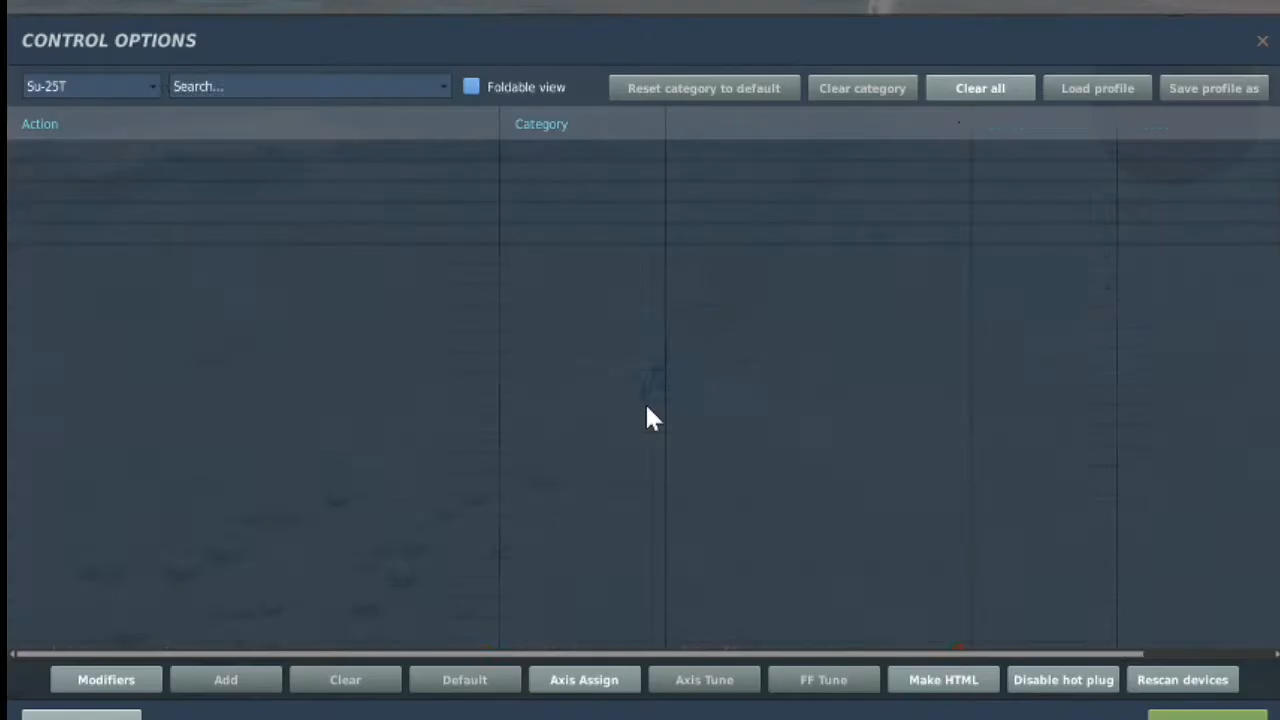 CONTROL OPTIONS
Su-25T Search... Foldable view Reset category to default Clear category Clear all Load profile Save profile as
Action Category
Modifiers Add Clear Default Axis Assign Axis Tune FF Tune Make HTML Disable hot plug Rescan devices